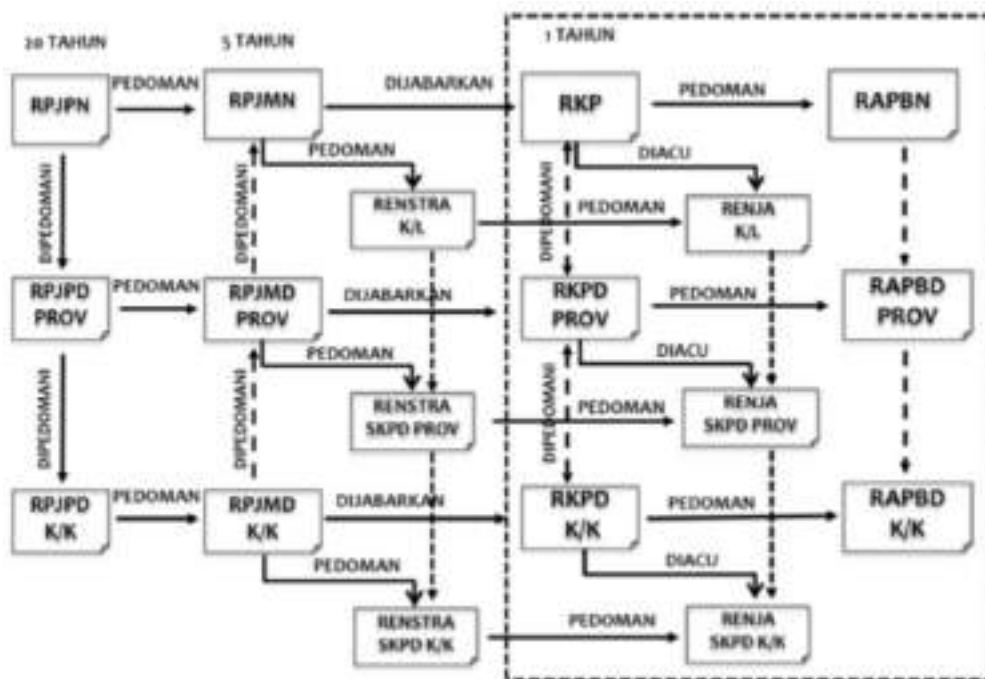 20 TAHUN
5 TAHUN
1 TAHUN
RPJPN
PEDOMAN
RPJMN
DIJABARKAN
RKP
PEDOMAN
RAPBN
DIPEDOMANI
DIPEDOMANI
PEDOMAN
RENSTRA
K/L
PEDOMAN
DIPEDOMANI
DIACU
RENJA
K/L
RPJPD
PROV
PEDOMAN
RPJMD
PROV
DIJABARKAN
RKPD
PROV
PEDOMAN
RAPBD
PROV
DIPEDOMANI
DIPEDOMANI
PEDOMAN
RENSTRA
SKPD PROV
PEDOMAN
DIPEDOMANI
DIACU
RENJA
SKPD PROV
RPJPD
K/K
PEDOMAN
RPJMD
K/K
DIJABARKAN
RKPD
K/K
PEDOMAN
RAPBD
K/K
PEDOMAN
RENSTRA
SKPD K/K
PEDOMAN
DIACU
RENJA
SKPD K/K